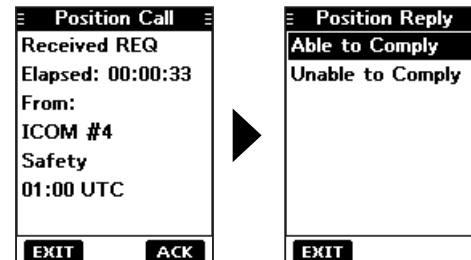 Position Call
Received REQ
Elapsed: 00:00:33
From:
ICOM #4
Safety
01:00 UTC
EXIT ACK
Position Reply
Able to Comply
Unable to Comply
EXIT